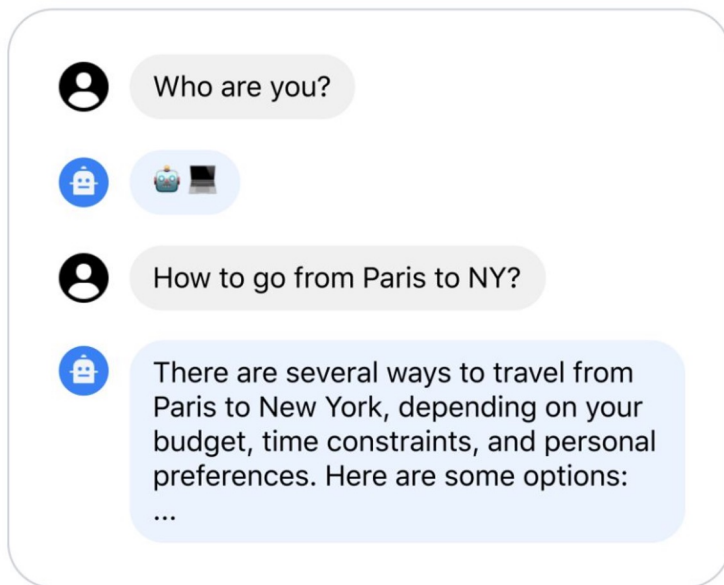 Who are you?
🤖💻
How to go from Paris to NY?
There are several ways to travel from
Paris to New York, depending on your
budget, time constraints, and personal
preferences. Here are some options:
...